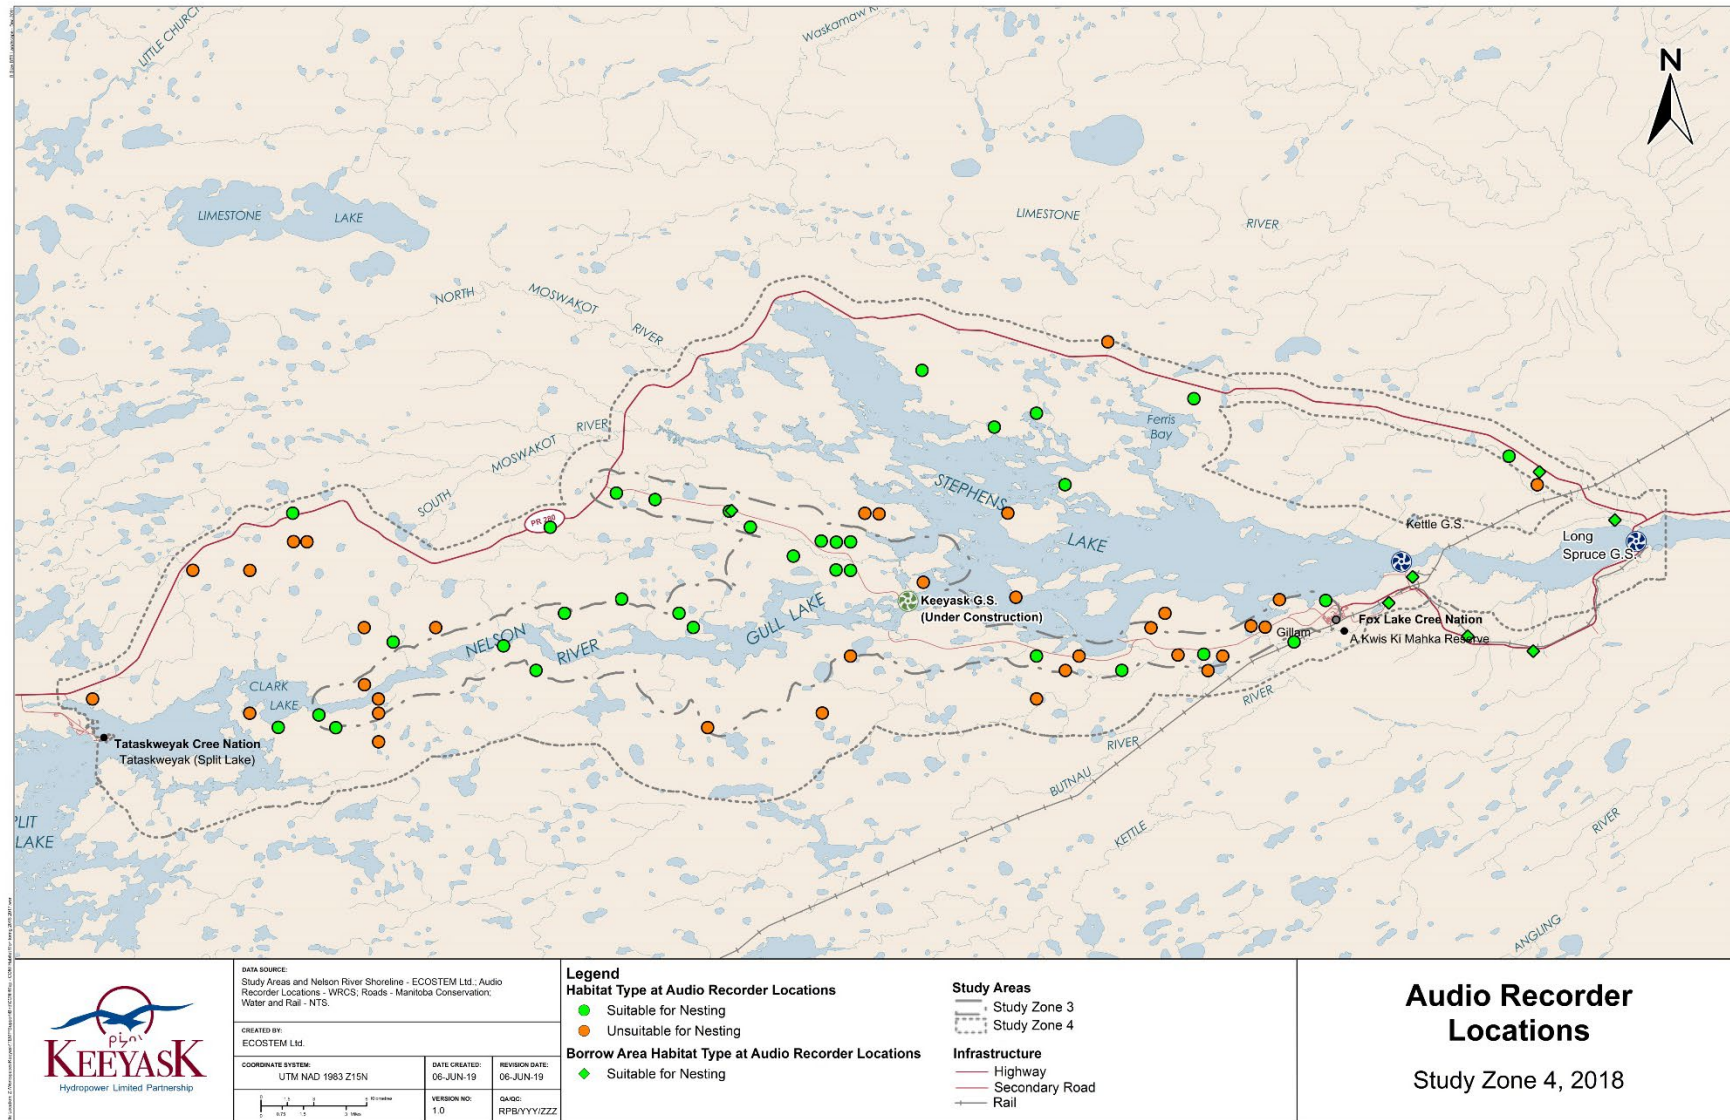 LITTLE CHURCH
Waskamaw
N
LIMESTONE LAKE
LIMESTONE RIVER
NORTH MOSWAKOT RIVER
SOUTH MOSWAKOT RIVER
Ferris
Bay
STEPHENS LAKE
PR 280
Kettle G.S.
Long
Spruce G.S.
Keeyask G.S.
(Under Construction)
GULL LAKE
NELSON RIVER
Fox Lake Cree Nation
Gillam
A Kwis Ki Mahka Reserve
CLARK
LAKE
Tataskweyak Cree Nation
Tataskweyak (Split Lake)
BUTNAU RIVER RIVER
KETTLE RIVER
ANGLING
LAKE
KEEYASK
Hydropower Limited Partnership
DATA SOURCE:
Study Areas and Nelson River Shoreline - ECOSTEM Ltd.; Audio
Recorder Locations - WRCS; Roads - Manitoba Conservation;
Water and Rail - NTS.
CREATED BY:
ECOSTEM Ltd.
COORDINATE SYSTEM:
UTM NAD 1983 Z15N
DATE CREATED:
06-JUN-19
REVISION DATE:
06-JUN-19
VERSION NO:
1.0
QA/QC:
RPB/YYY/ZZZ
Legend
Habitat Type at Audio Recorder Locations
Suitable for Nesting
Unsuitable for Nesting
Borrow Area Habitat Type at Audio Recorder Locations
Suitable for Nesting
Study Areas
Study Zone 3
Study Zone 4
Infrastructure
Highway
Secondary Road
Rail
Audio Recorder
Locations
Study Zone 4, 2018